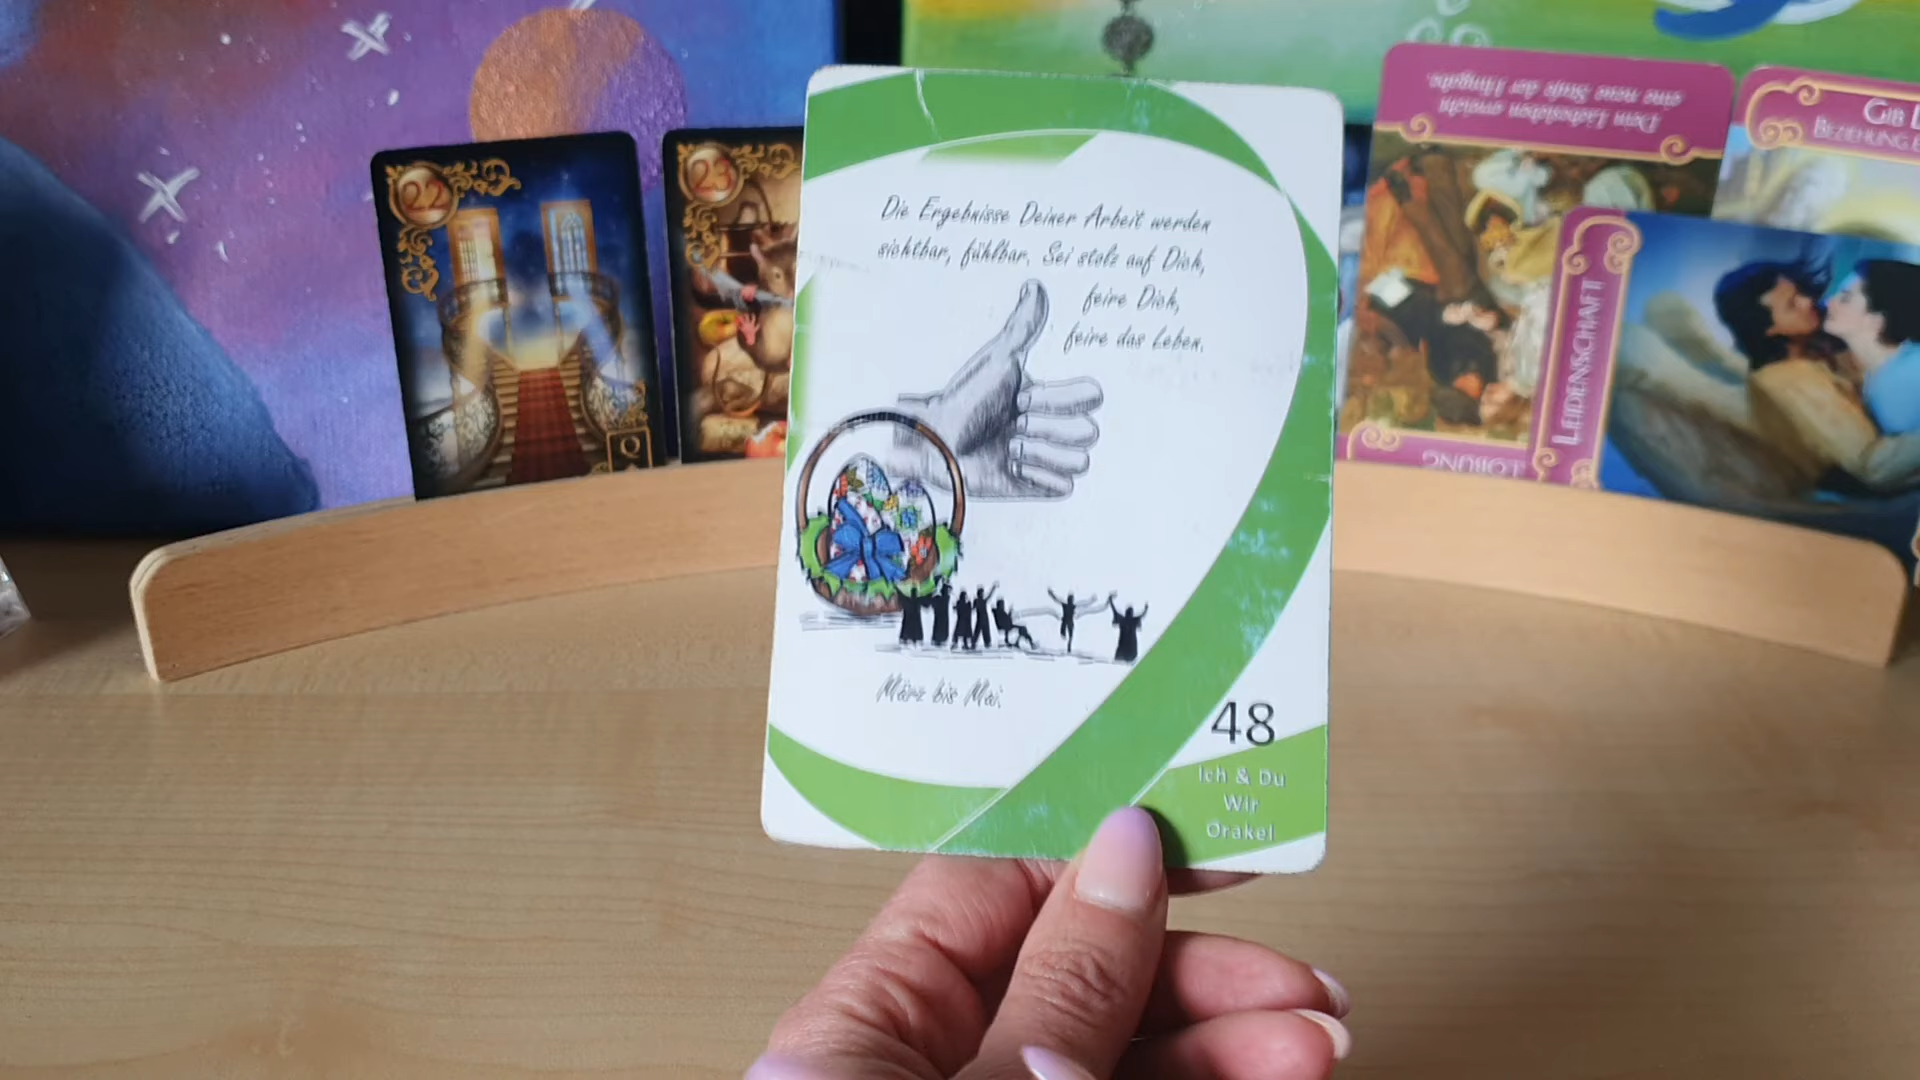 22
23
Die Ergebnisse Deiner Arbeit werden
sichtbar, fühlbar. Sei stolz auf Dich,
feire Dich,
feire das Leben.
März bis Mai
48
Ich & Du
Wir
Orakel
Q
Dein Liebesleben erreicht
eine neue Stufe der Hingabe.
GIB
BEZIEHUNG
LEIDENSCHAFT